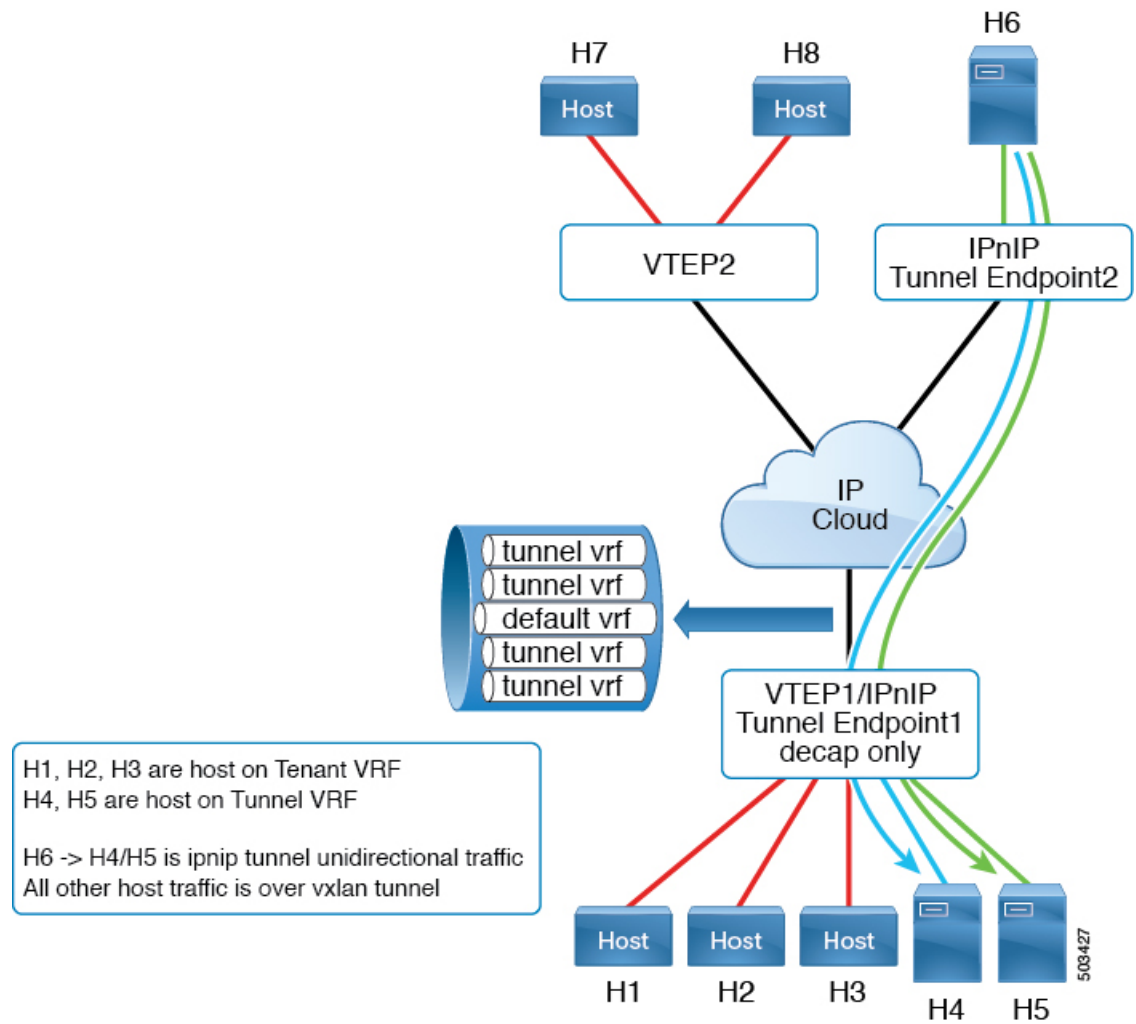 H6
H7
H8
Host
Host
VTEP2
IPnIP
Tunnel Endpoint2
IP
Cloud
tunnel vrf
tunnel vrf
default vrf
tunnel vrf
tunnel vrf
VTEP1/IPnIP
Tunnel Endpoint1
decap only
H1, H2, H3 are host on Tenant VRF
H4, H5 are host on Tunnel VRF
H6 -> H4/H5 is ipnip tunnel unidirectional traffic
All other host traffic is over vxlan tunnel
Host
Host
Host
H1
H2
H3
H4
H5
503427